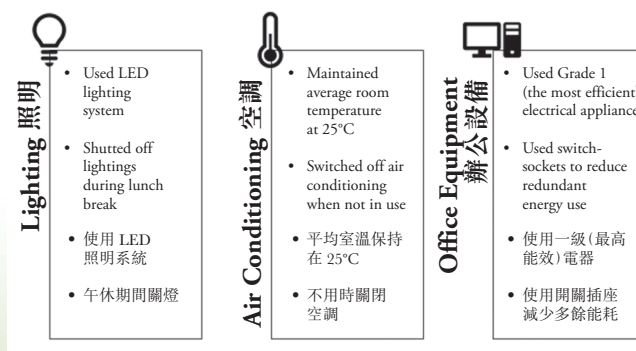 Lighting 照明
• Used LED
lighting
system
• Shutted off
lightings
during lunch
break
• 使用 LED
照明系統
• 午休期間關燈
Air Conditioning 空調
• Maintained
average room
temperature
at 25°C
• Switched off air
conditioning
when not in use
• 平均室溫保持
在 25°C
• 不用時關閉
空調
Office Equipment
辦公設備
• Used Grade 1
(the most efficient)
electrical appliance
• Used switch-
sockets to reduce
redundant
energy use
• 使用一級(最高
能效)電器
• 使用開關插座
減少多餘能耗